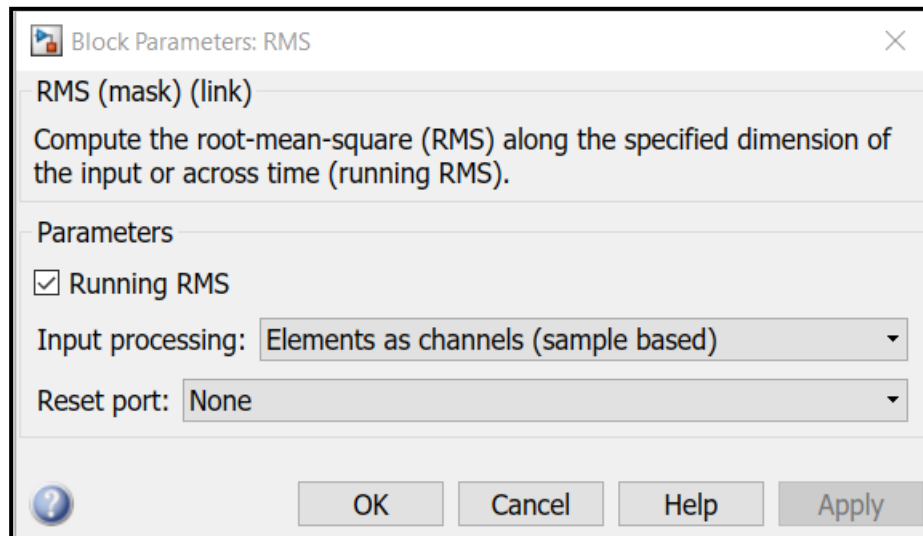 Block Parameters: RMS
RMS (mask) (link)
Compute the root-mean-square (RMS) along the specified dimension of
the input or across time (running RMS).
Parameters
Running RMS
Input processing: Elements as channels (sample based)
Reset port: None
OK Cancel Help Apply